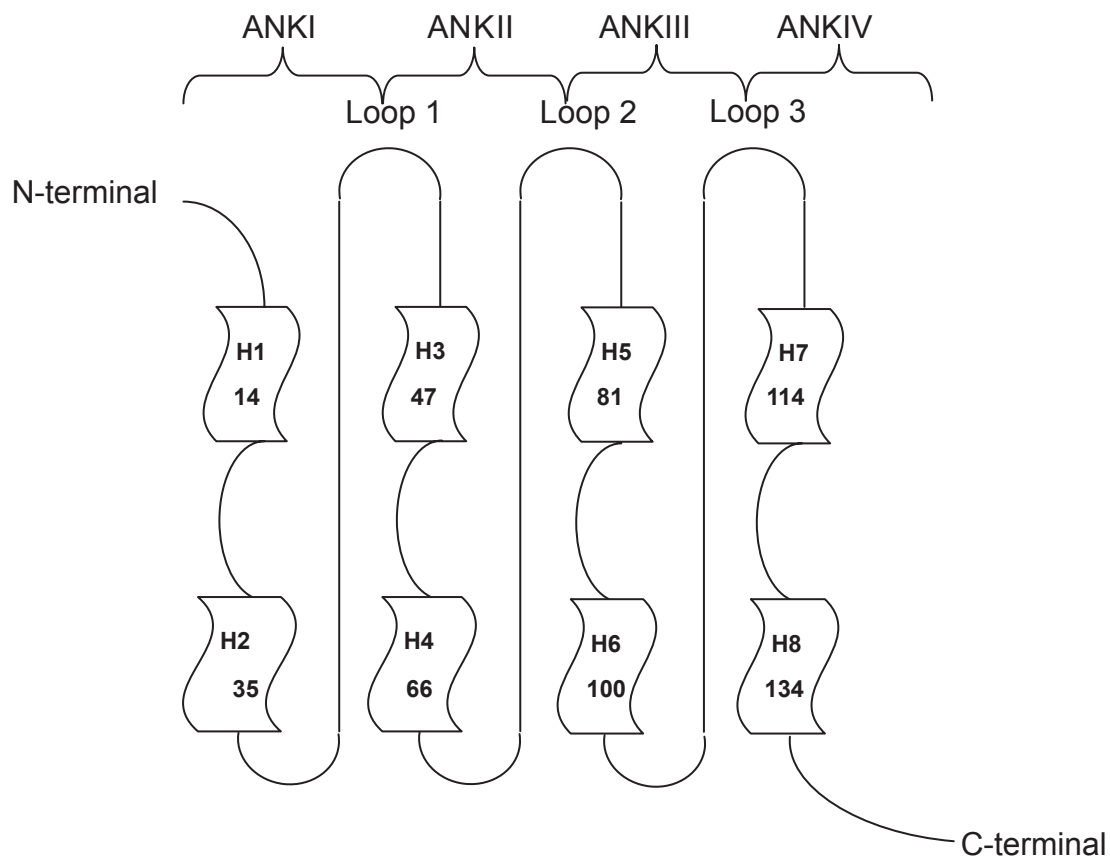 ANKI ANKII ANKIII ANKIV
Loop 1 Loop 2 Loop 3
N-terminal
H1 H3 H5 H7
14 47 81 114
H2 H4 H6 H8
35 66 100 134
C-terminal